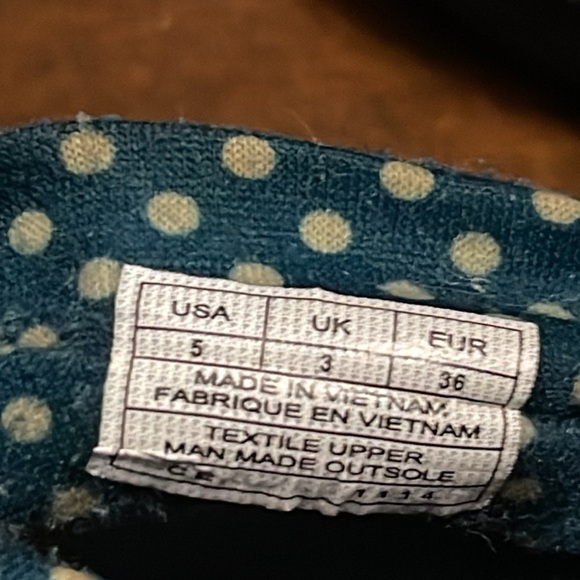 USA UK EUR
5 3 36
MADE IN VIETNAM
FABRIQUE EN VIETNAM
TEXTILE UPPER
MAN MADE OUTSOLE